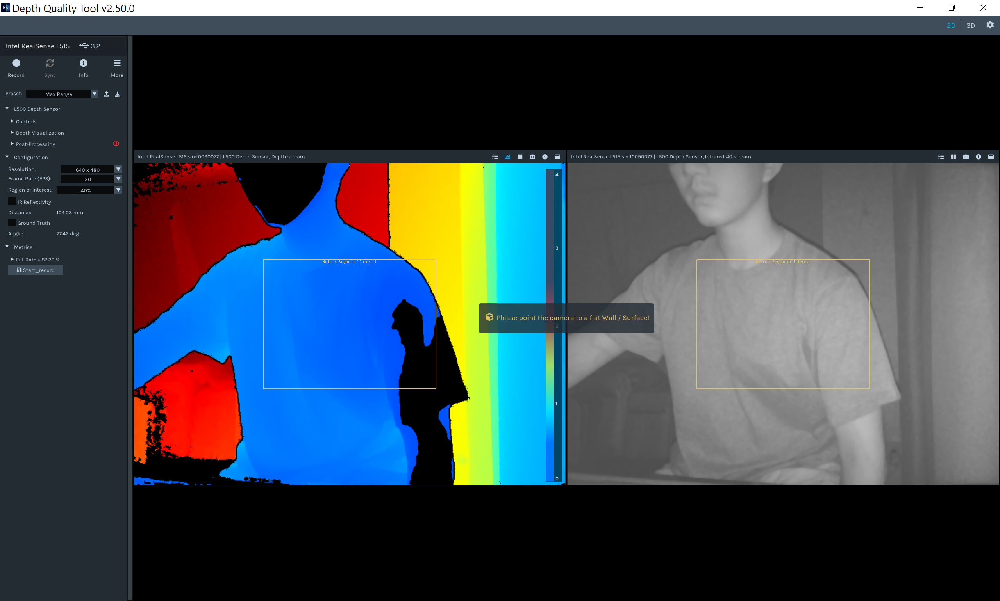 RS Depth Quality Tool v2.50.0
2D 3D
Intel RealSense L515 3.2
Record Sync Info More
Preset: Max Range
L500 Depth Sensor
Controls
Depth Visualization
Post-Processing
Configuration
Resolution: 640 x 480
Frame Rate (FPS): 30
Region of Interest: 40%
IR Reflectivity
Distance: 104.08 mm
Ground Truth
Angle: 77.42 deg
Metrics
Fill-Rate = 87.20 %
Start_record
Intel RealSense L515 s.n:f0090077 | L500 Depth Sensor, Depth stream
4
3
2
1
0
Metrics Region of Interest
Please point the camera to a flat Wall / Surface!
Intel RealSense L515 s.n:f0090077 | L500 Depth Sensor, Infrared #0 stream
Metrics Region of Interest